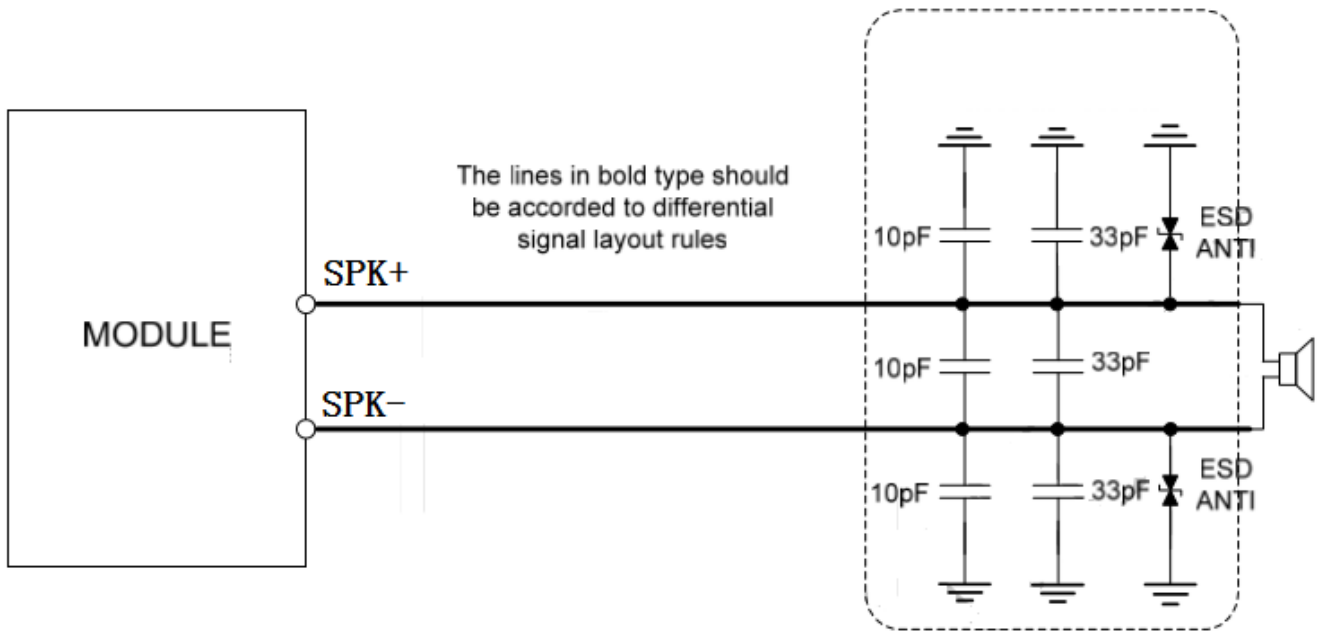 The lines in bold type should
be accorded to differential
signal layout rules
10pF
33pF
ESD
ANTI
SPK+
MODULE
10pF
33pF
SPK-
10pF
33pF
ESD
ANTI